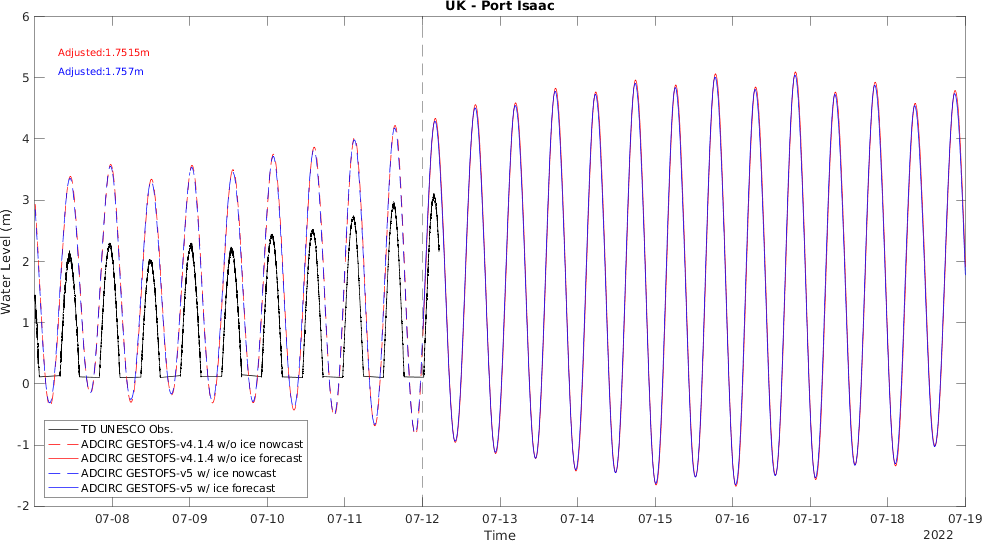 UK - Port Isaac
Adjusted:1.7515m
Adjusted:1.757m
6
5
4
3
2
1
0
-1
-2
Water Level (m)
TD UNESCO Obs.
ADCIRC GESTOFS-v4.1.4 w/o ice nowcast
ADCIRC GESTOFS-v4.1.4 w/o ice forecast
ADCIRC GESTOFS-v5 w/ ice nowcast
ADCIRC GESTOFS-v5 w/ ice forecast
07-08 07-09 07-10 07-11 07-12 07-13 07-14 07-15 07-16 07-17 07-18 07-19
Time
2022